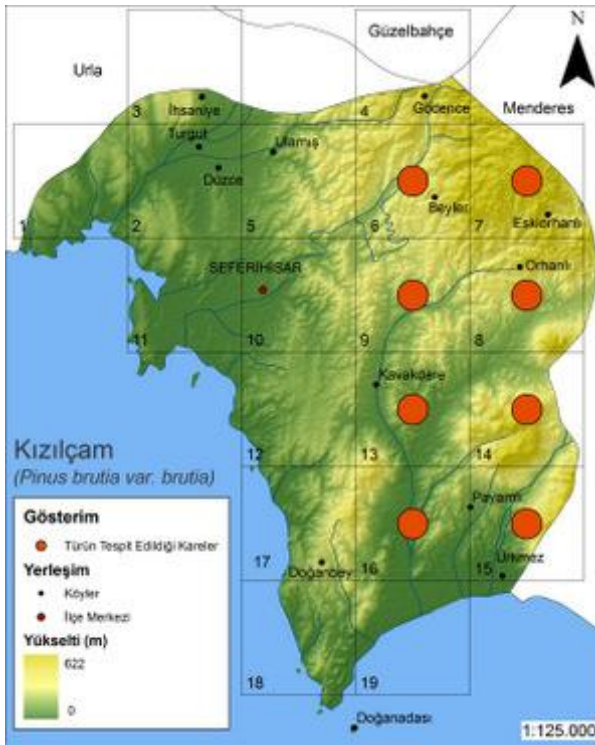 Güzelbahçe
N
Urla
3
4
İhsaniye
Gödence
Menderes
Turgut
Ulamış
Düzce
Beyler
Eskiorhanlı
1
2
5
6
7
SEFERİHİSAR
Orhanlı
11
10
9
8
Kavakdere
Kızılçam
(Pinus brutia var. brutia)
12
13
14
Gösterim
Türün Tespit Edildiği Kareler
Yerleşim
Köyler
İlçe Merkezi
Yükselti (m)
622
0
Payamlı
Ürkmez
Doğanbey
17
16
15
18
19
Doğanadası
1:125.000